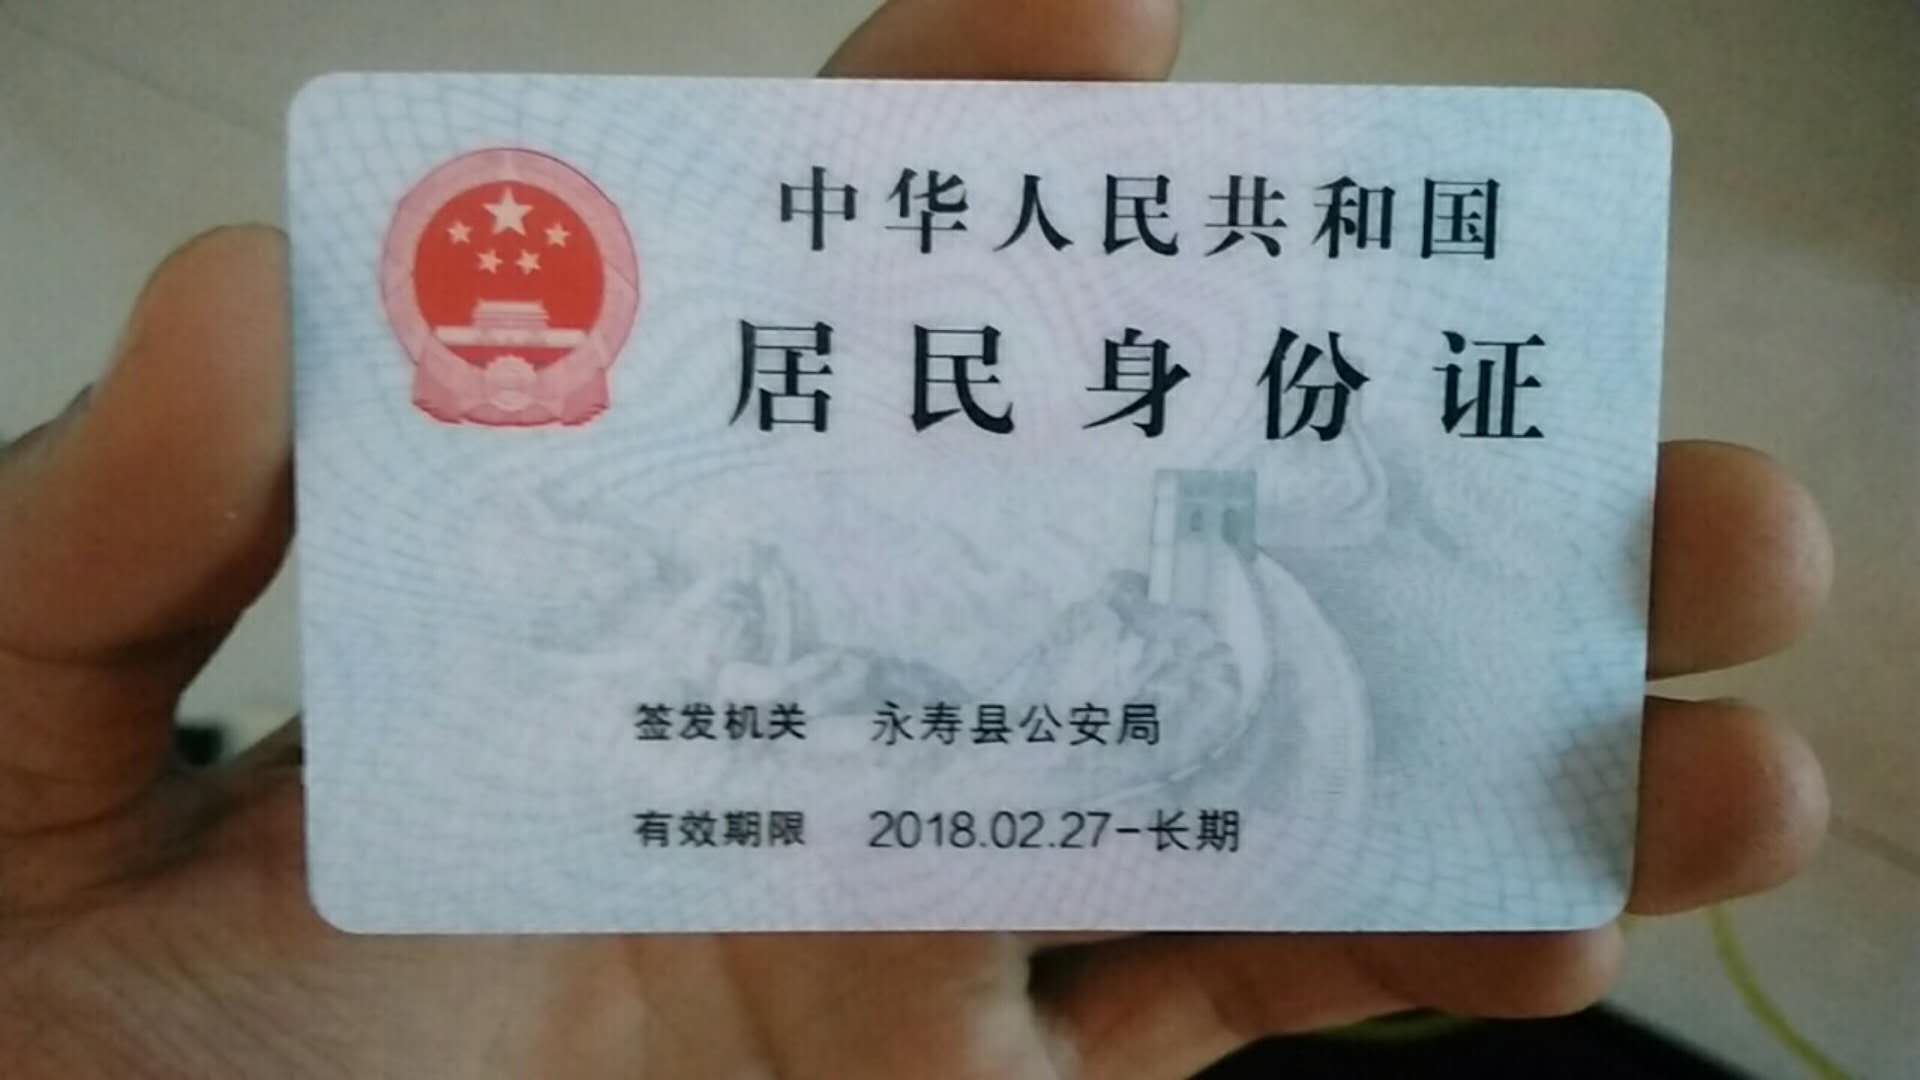 中华人民共和国
居民身份证
签发机关 永寿县公安局
有效期限 2018.02.27-长期